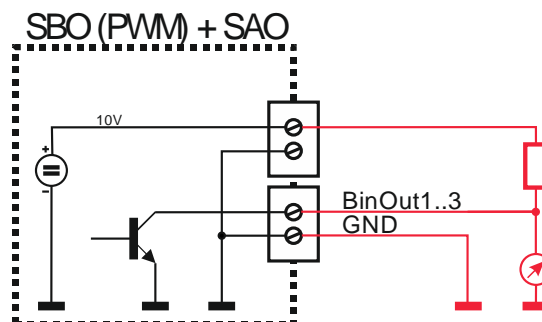 SBO (PWM) + SAO
10V
+
-
BinOut1..3
GND